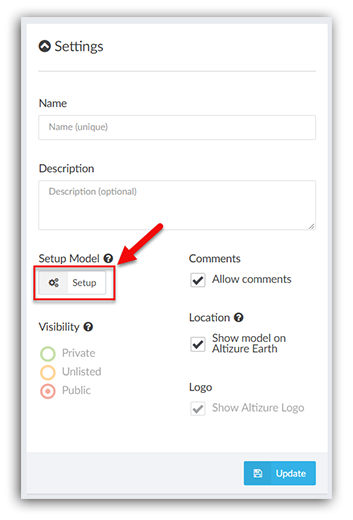 Settings
Name
Name (unique)
Description
Description (optional)
Setup Model
Setup
Comments
Allow comments
Visibility
Private
Unlisted
Public
Location
Show model on
Altizure Earth
Logo
Show Altizure Logo
Update